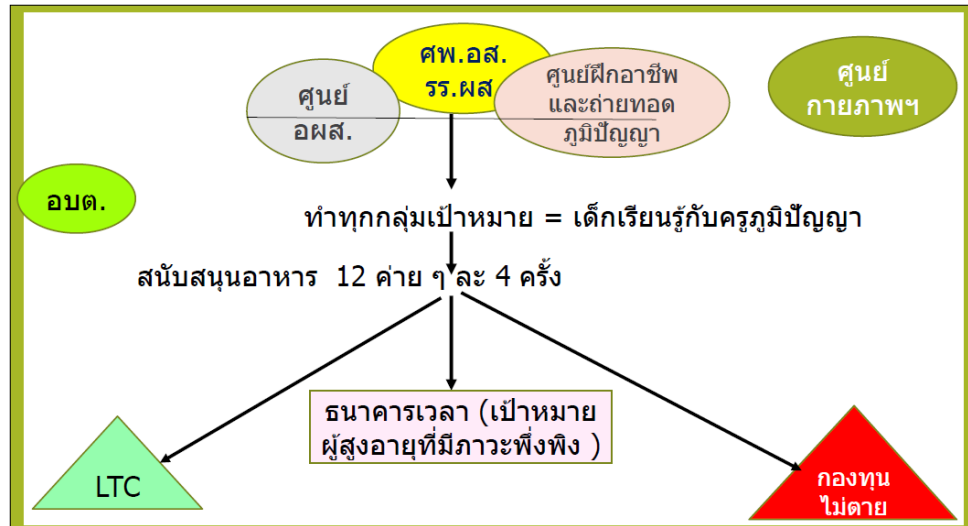 ศพ.อส.
รร.ผส
ศูนย์
อผส.
ศูนย์ฝึกอาชีพ
และถ่ายทอด
ภูมิปัญญา
ศูนย์
กายภาพฯ
อบต.
ทำทุกกลุ่มเป้าหมาย = เด็กเรียนรู้กับครูภูมิปัญญา
สนับสนุนอาหาร 12 ค่าย ๆ ละ 4 ครั้ง
ธนาคารเวลา (เป้าหมาย
ผู้สูงอายุที่มีภาวะพึ่งพิง )
LTC
กองทุน
ไม่ตาย